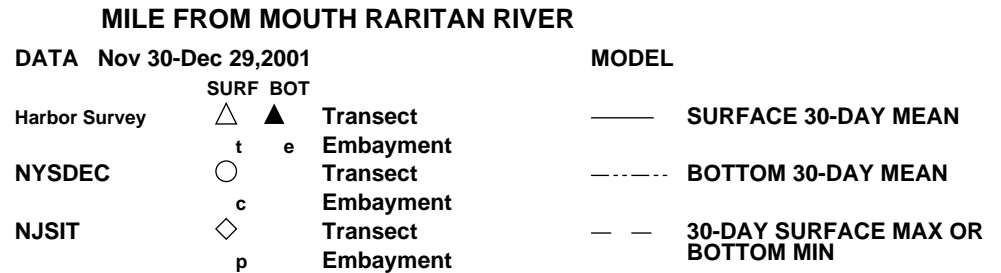 MILE FROM MOUTH RARITAN RIVER
DATA Nov 30-Dec 29,2001 MODEL
SURF BOT
Harbor Survey Transect SURFACE 30-DAY MEAN
t e Embayment
NYSDEC Transect BOTTOM 30-DAY MEAN
c Embayment
NJSIT Transect 30-DAY SURFACE MAX OR
p Embayment BOTTOM MIN